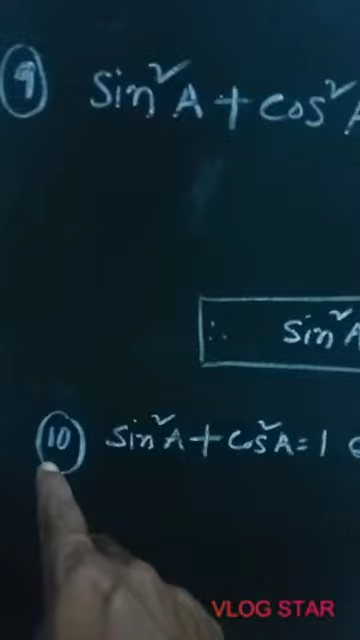 9 Sin²A + Cos²A
∴ Sin²A
10 Sin²A + Cos²A = 1
VLOG STAR